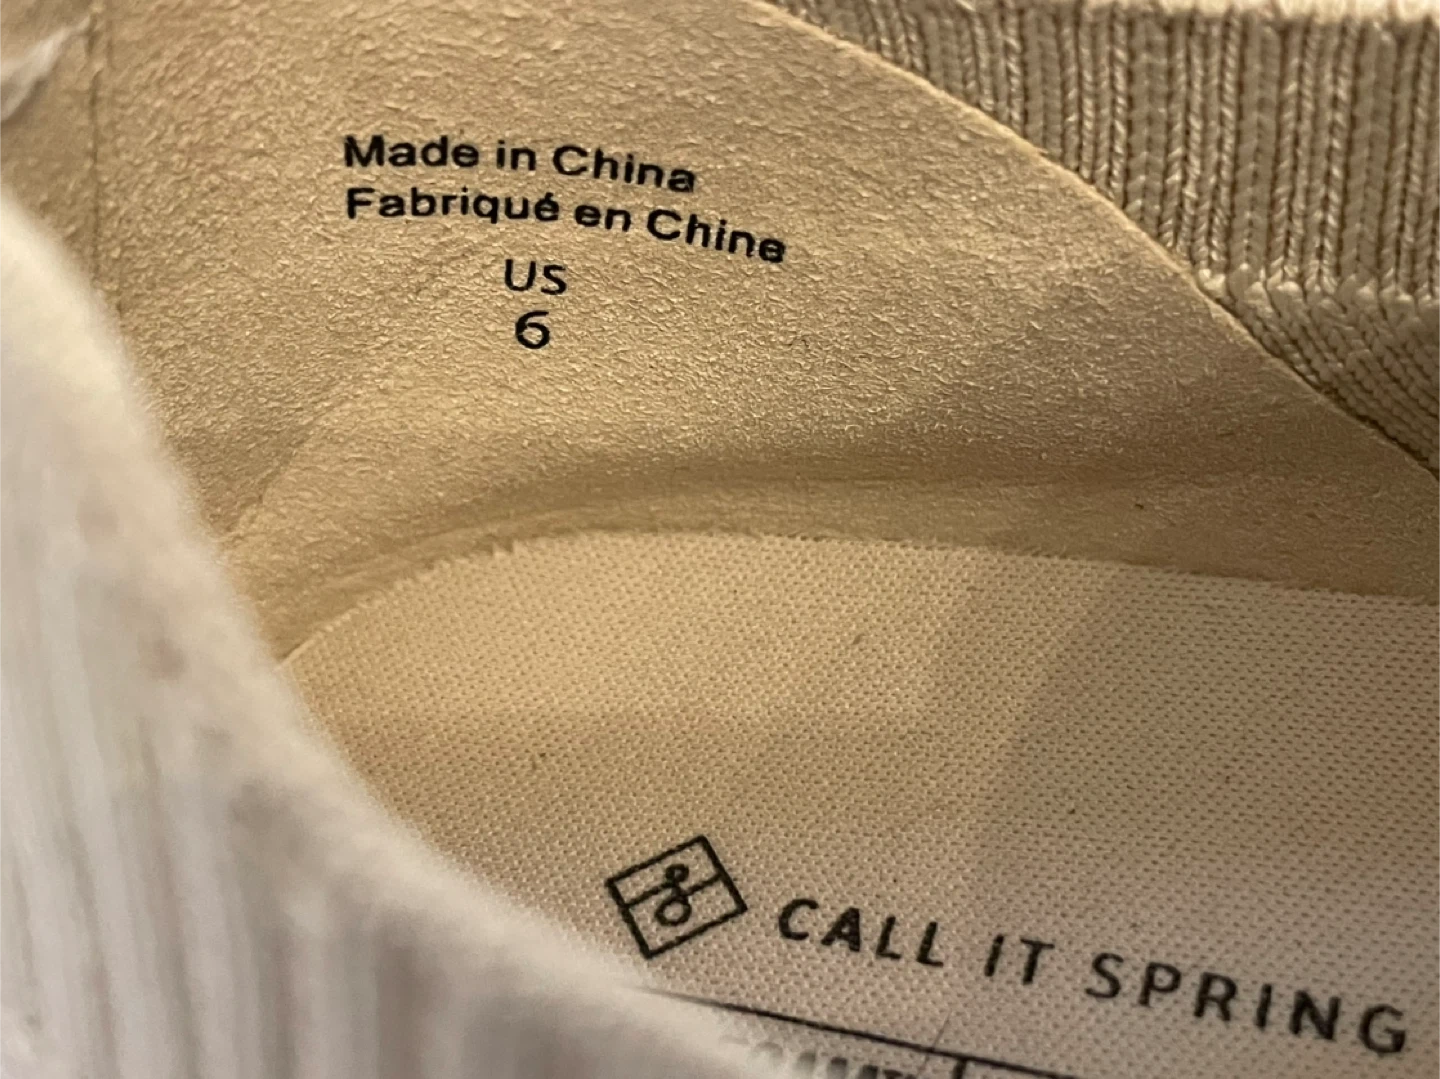 Made in China
Fabriqué en Chine
US
6
CALL IT SPRING